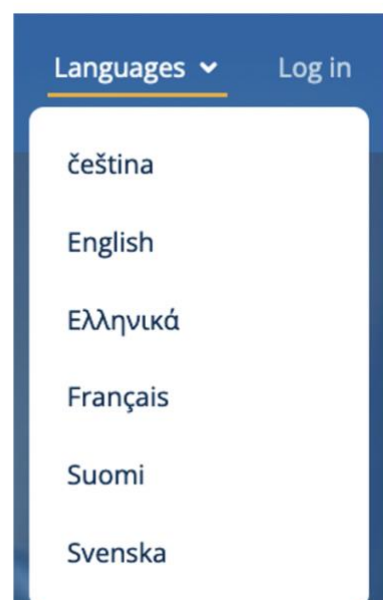 Languages Log in
čeština
English
Ελληνικά
Français
Suomi
Svenska